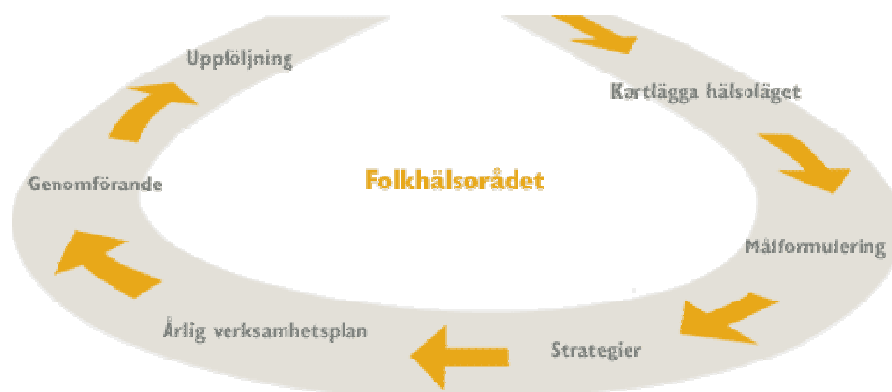 Uppföljning
Kartlägga hälsoläget
Genomförande
Folkhälsorådet
Målformulering
Årlig verksamhetsplan
Strategier